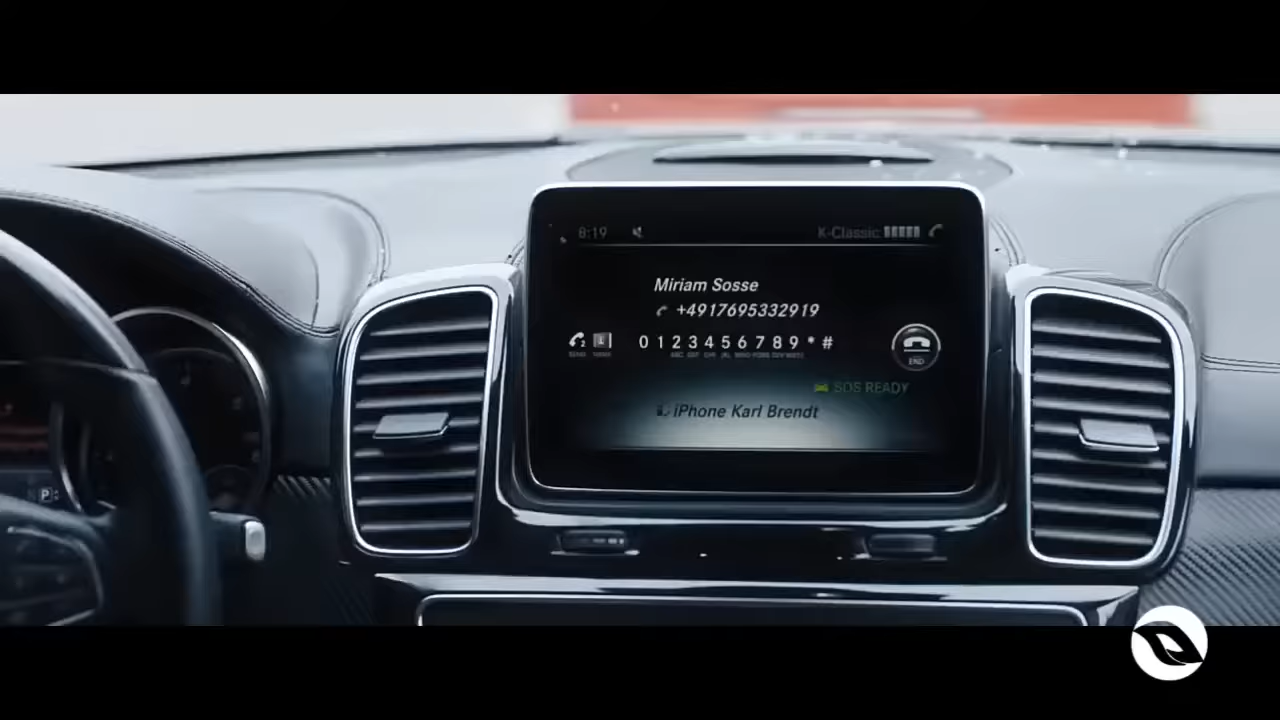 8:19
K-Classic
Miriam Sosse
+4917695332919
0 1 2 3 4 5 6 7 8 9 * #
END
SOS READY
iPhone Karl Brendt
P